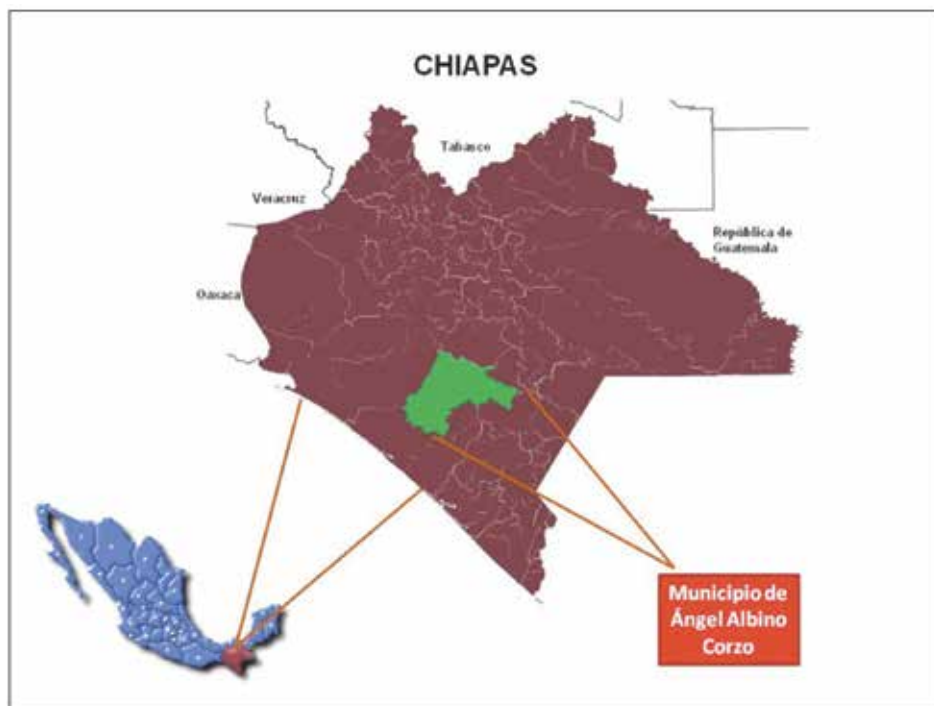 CHIAPAS
Tabasco
Veracruz
República de
Guatemala
Oaxaca
Municipio de
Ángel Albino
Corzo